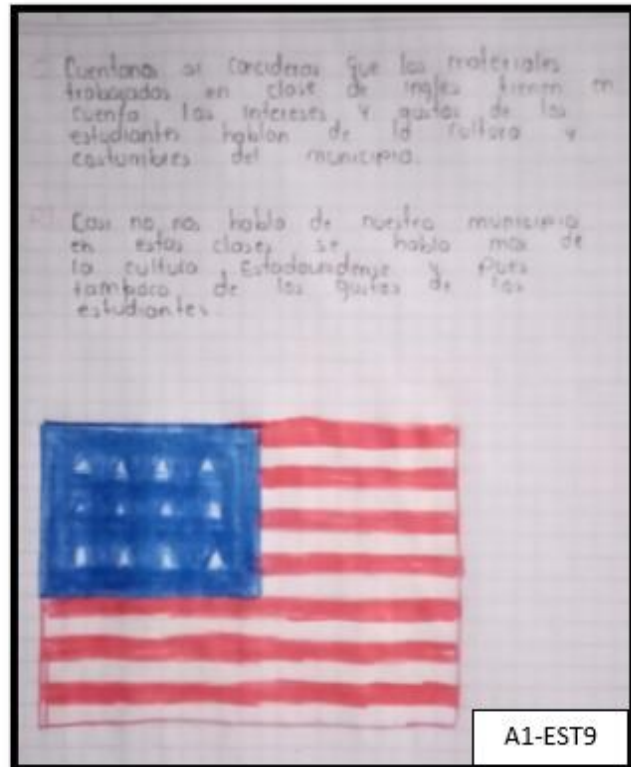 Cuentanos si consideras que los materiales
trabajados en clase de ingles tienen en
cuenta los intereses y gustos de los
estudiantes hablan de la cultura y
costumbres del municipio.
Casi no nos habla de nuestro municipio
en estas clases se habla mas de
la cultura Estadounidense y pues
tampoco de los gustos de los
estudiantes.
A1-EST9